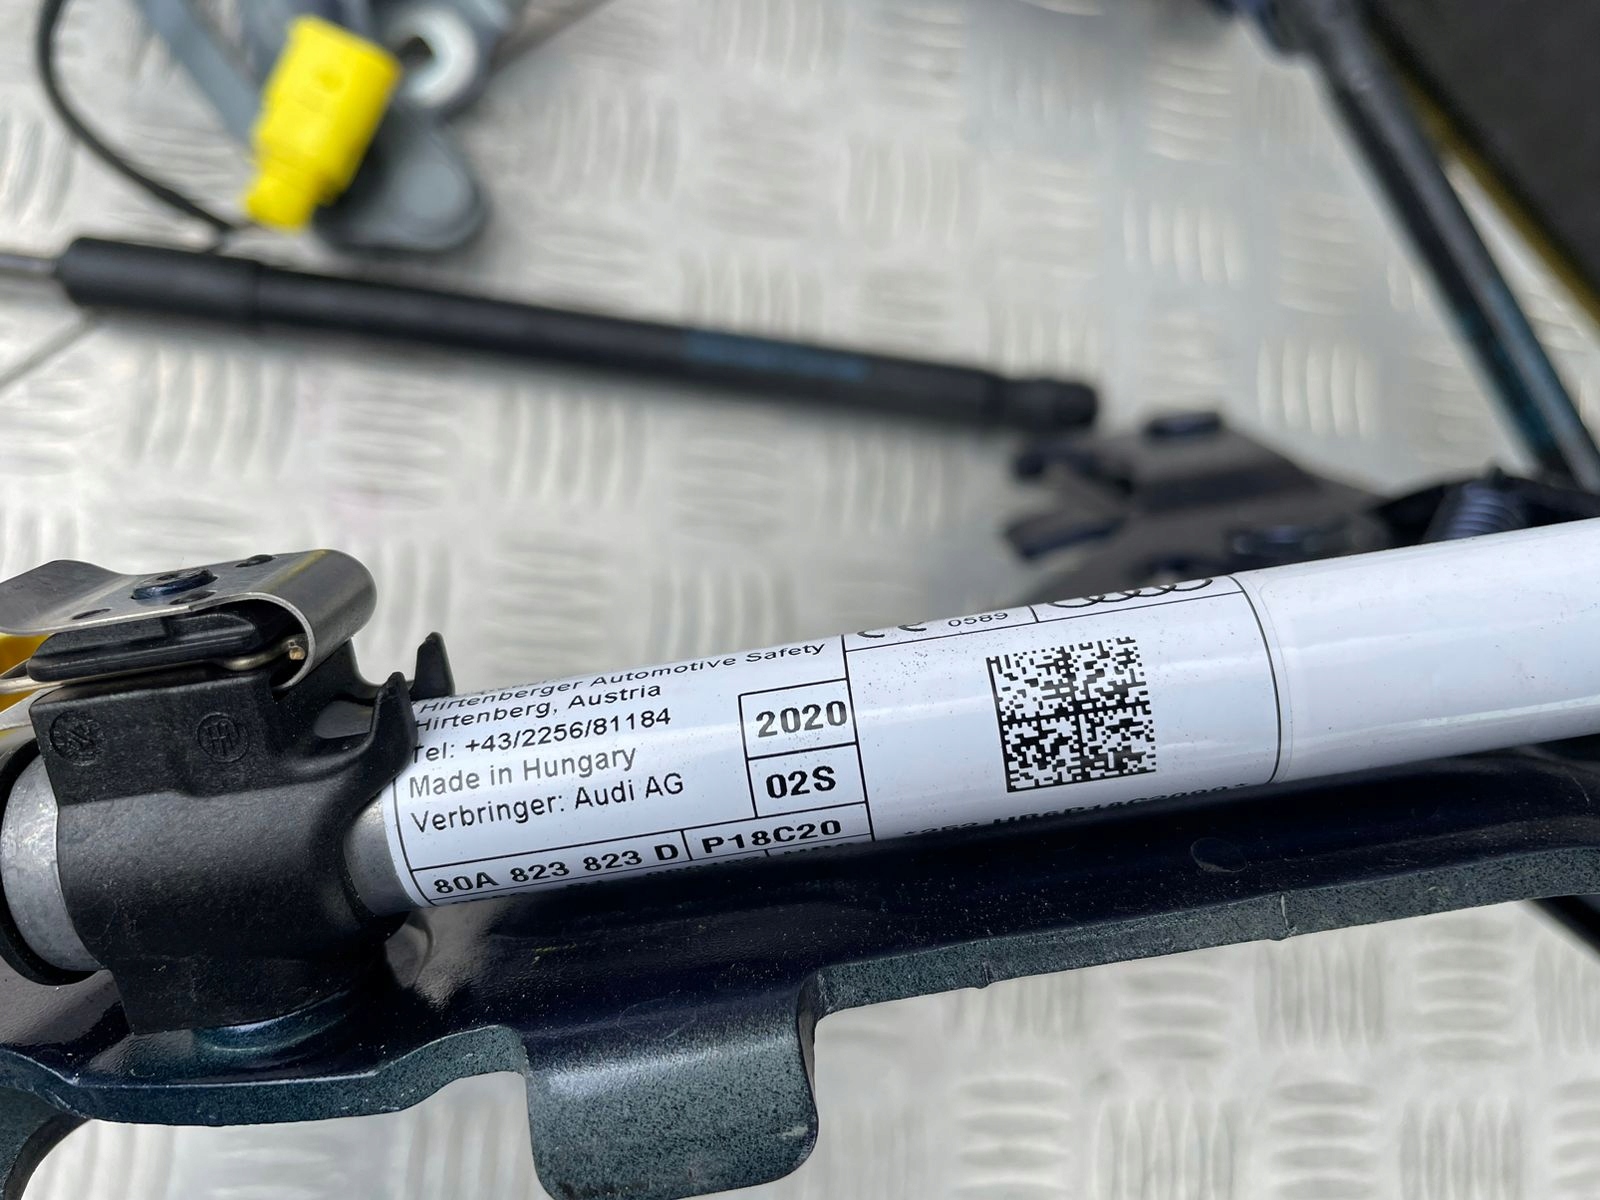 Hirtenberger Automotive Safety
Hirtenberg, Austria
Tel: +43/2256/81184
Made in Hungary
Verbringer: Audi AG
2020
02S
80A 823 823 D
P18C20
CE 0589